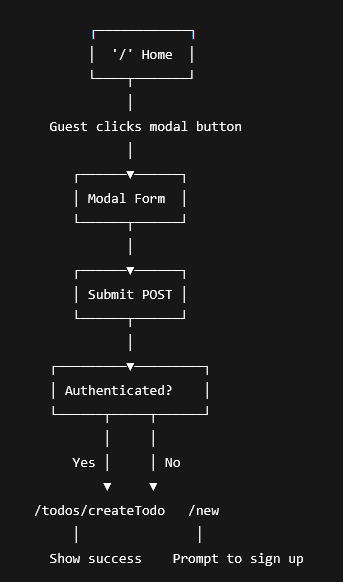 '/' Home
Guest clicks modal button
Modal Form
Submit POST
Authenticated?
Yes No
/todos/createTodo /new
Show success Prompt to sign up